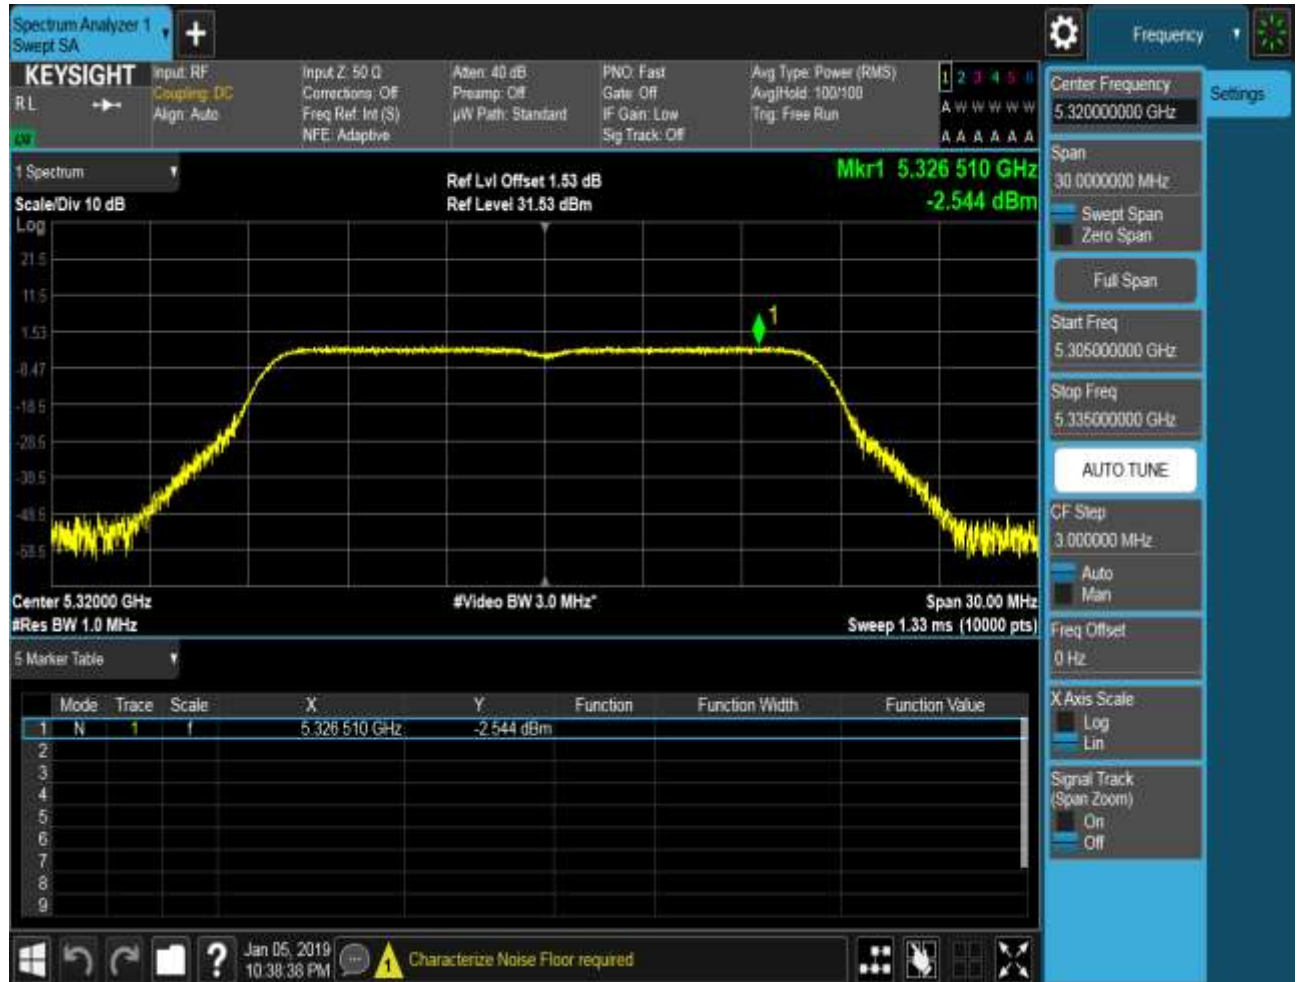 Spectrum Analyzer 1
Swept SA
+
Frequency
KEYSIGHT
R L
Input: RF
Coupling: DC
Align: Auto
Input Z: 50 Ω
Corrections: Off
Freq Ref: Int (S)
NFE: Adaptive
Atten: 40 dB
Preamp: Off
µW Path: Standard
PNO: Fast
Gate: Off
IF Gain: Low
Sig Track: Off
Avg Type: Power (RMS)
Avg|Hold: 100/100
Trig: Free Run
1 2 3 4 5 6
A W W W W W
A A A A A A
1 Spectrum
Scale/Div 10 dB
Ref Lvl Offset 1.53 dB
Ref Level 31.53 dBm
Mkr1 5.326 510 GHz
-2.544 dBm
Log
21.5
11.5
1.53
-8.47
-18.5
-28.5
-38.5
-48.5
-58.5
1
Center 5.32000 GHz
#Res BW 1.0 MHz
#Video BW 3.0 MHz*
Span 30.00 MHz
Sweep 1.33 ms (10000 pts)
5 Marker Table
Mode Trace Scale X Y Function Function Width Function Value
1 N 1 f 5.326 510 GHz -2.544 dBm
2
3
4
5
6
7
8
9
Jan 05, 2019
10:38:38 PM
?
1
Characterize Noise Floor required
Settings
Center Frequency
5.320000000 GHz
Span
30.0000000 MHz
Swept Span
Zero Span
Full Span
Start Freq
5.305000000 GHz
Stop Freq
5.335000000 GHz
AUTO TUNE
CF Step
3.000000 MHz
Auto
Man
Freq Offset
0 Hz
X Axis Scale
Log
Lin
Signal Track
(Span Zoom)
On
Off